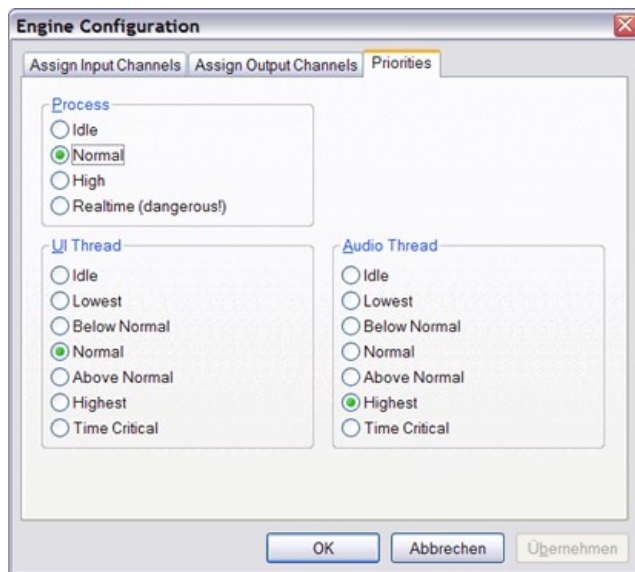 Engine Configuration
Assign Input Channels Assign Output Channels Priorities
Process
Idle
Normal
High
Realtime (dangerous!)
UI Thread
Idle
Lowest
Below Normal
Normal
Above Normal
Highest
Time Critical
Audio Thread
Idle
Lowest
Below Normal
Normal
Above Normal
Highest
Time Critical
OK Abbrechen Übernehmen